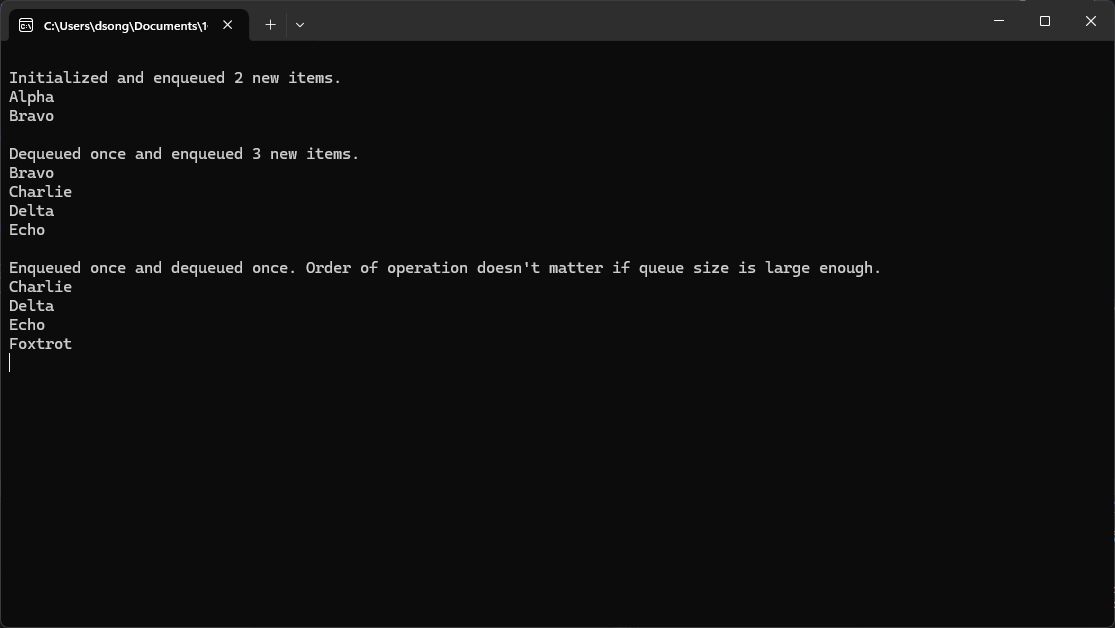 C:\Users\dsong\Documents\1
Initialized and enqueued 2 new items.
Alpha
Bravo
Dequeued once and enqueued 3 new items.
Bravo
Charlie
Delta
Echo
Enqueued once and dequeued once. Order of operation doesn't matter if queue size is large enough.
Charlie
Delta
Echo
Foxtrot